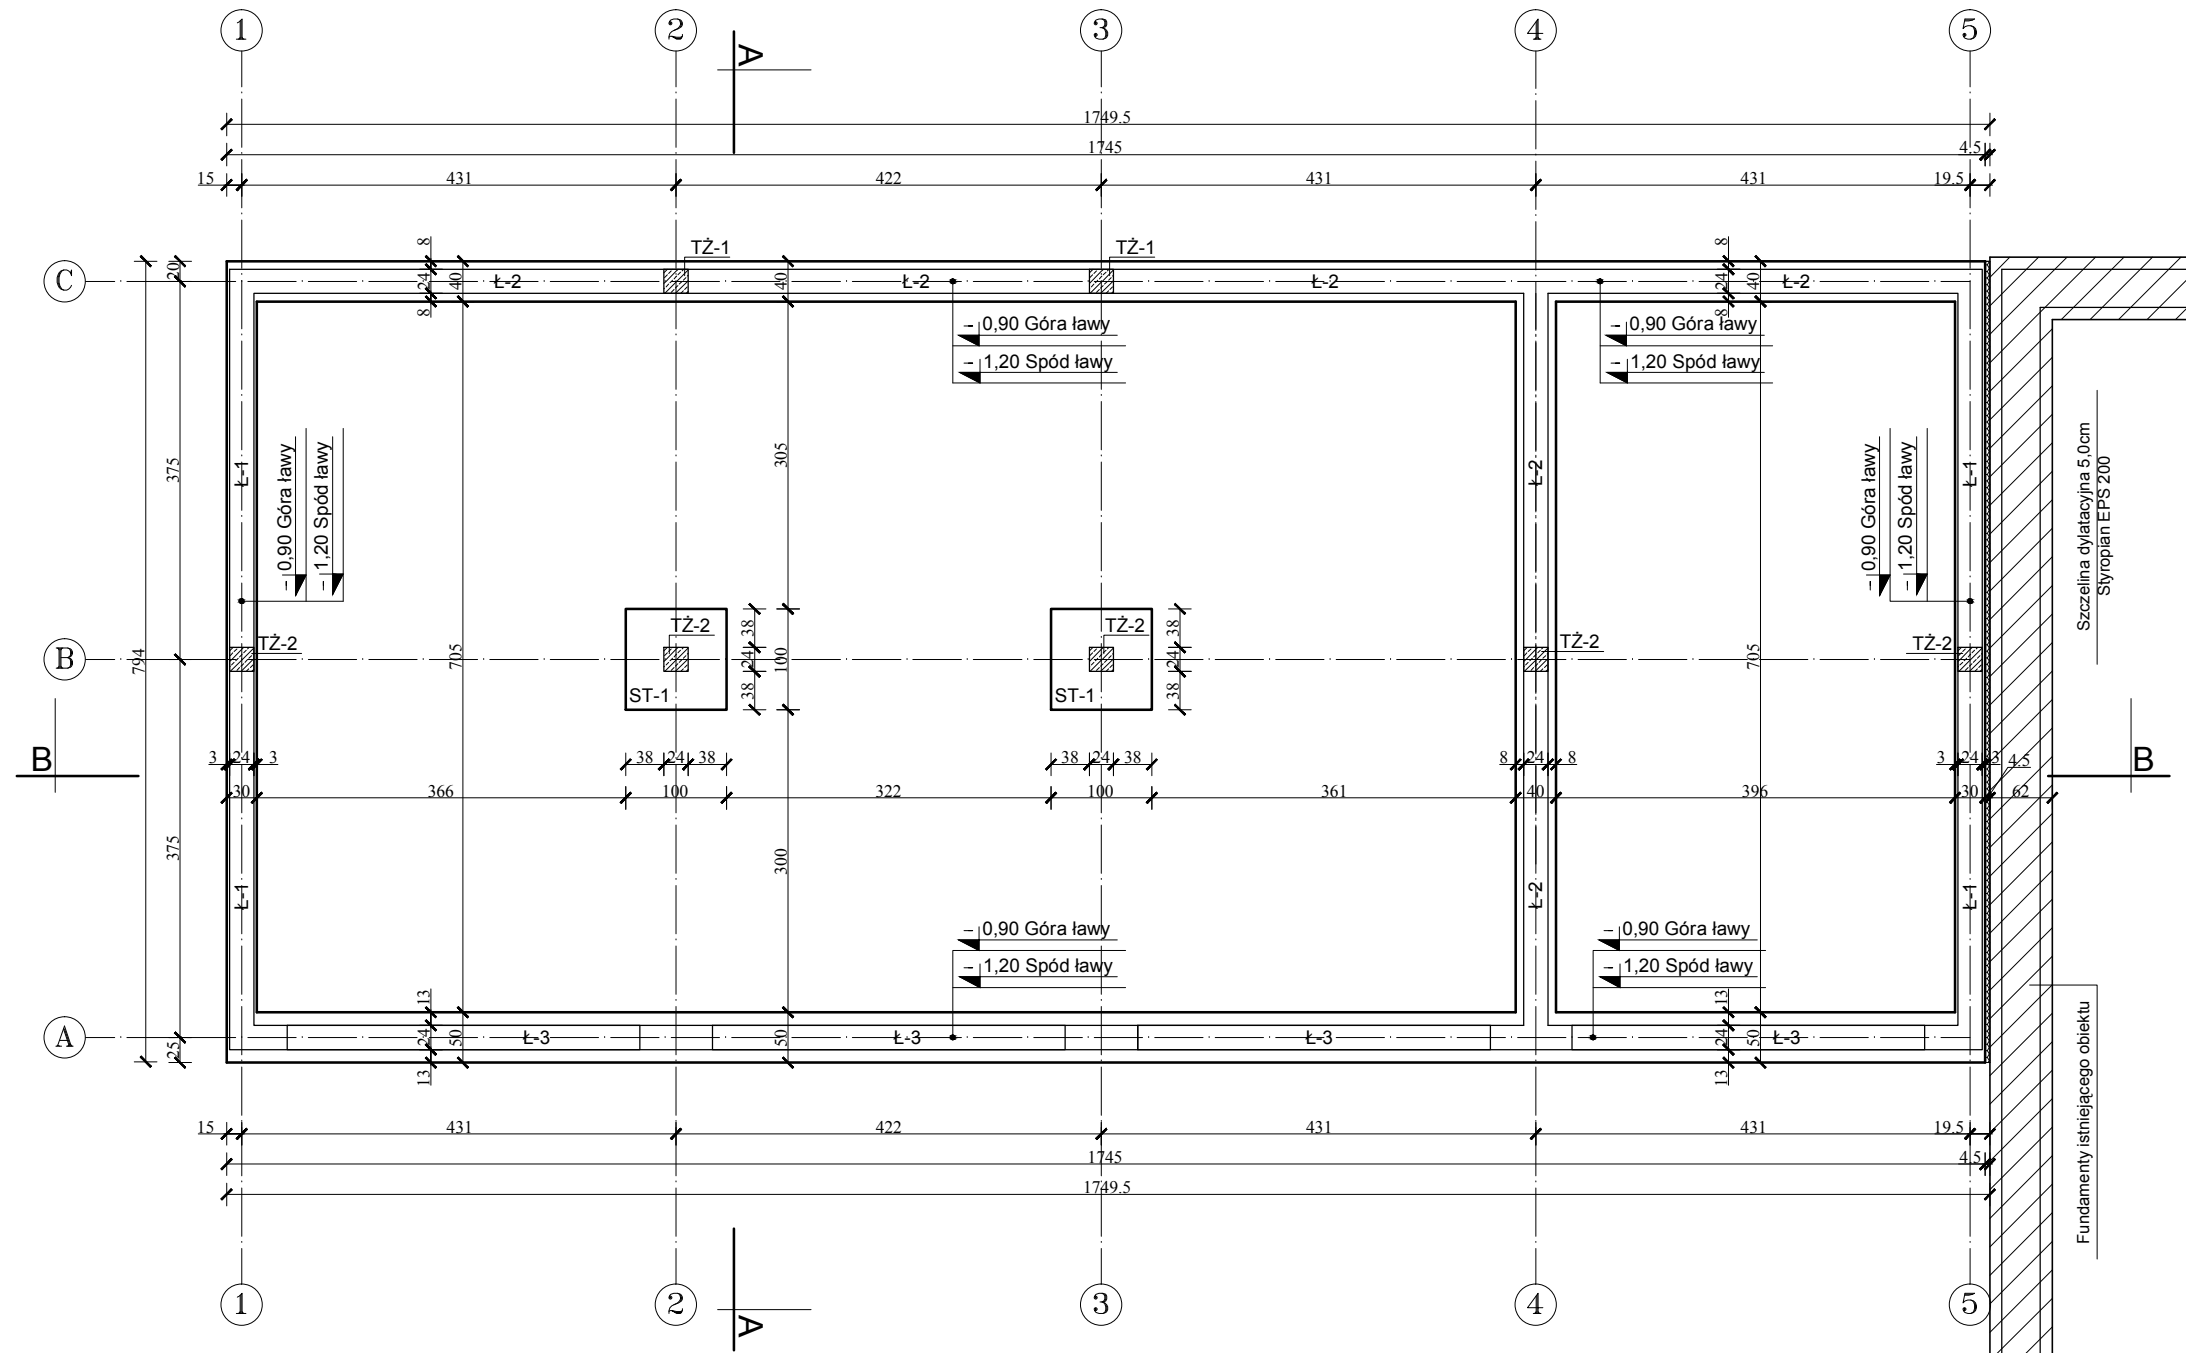 1 2 3 4 5
A
1749.5
1745 4.5
15 431 422 431 431 19.5
8 8
TŻ-1 TŻ-1
C 20 24 40 Ł-2 40 Ł-2 Ł-2 24 40 Ł-2
8 8
- 0,90 Góra ławy - 0,90 Góra ławy
- 1,20 Spód ławy - 1,20 Spód ławy
375 Ł-1 305 Ł-2 Ł-1
- 0,90 Góra ławy
- 1,20 Spód ławy
- 0,90 Góra ławy
- 1,20 Spód ławy
Szczelina dylatacyjna 5,0cm
Styropian EPS 200
TŻ-2 38 TŻ-2 38
B 794 TŻ-2 705 24 100 24 TŻ-2 705 TŻ-2
ST-1 38 ST-1 38
B B
3 24 3 38 24 38 38 24 38 8 24 8 3 24 3 4.5
30 366 100 322 100 361 40 396 30 62
375 Ł-1 300 Ł-2 Ł-1
- 0,90 Góra ławy - 0,90 Góra ławy
- 1,20 Spód ławy - 1,20 Spód ławy
13 13
A 25 24 50 Ł-3 50 Ł-3 Ł-3 24 50 Ł-3
13 13
Fundamenty istniejącego obiektu
15 431 422 431 431 19.5
1745 4.5
1749.5
1 2 3 4 5
A